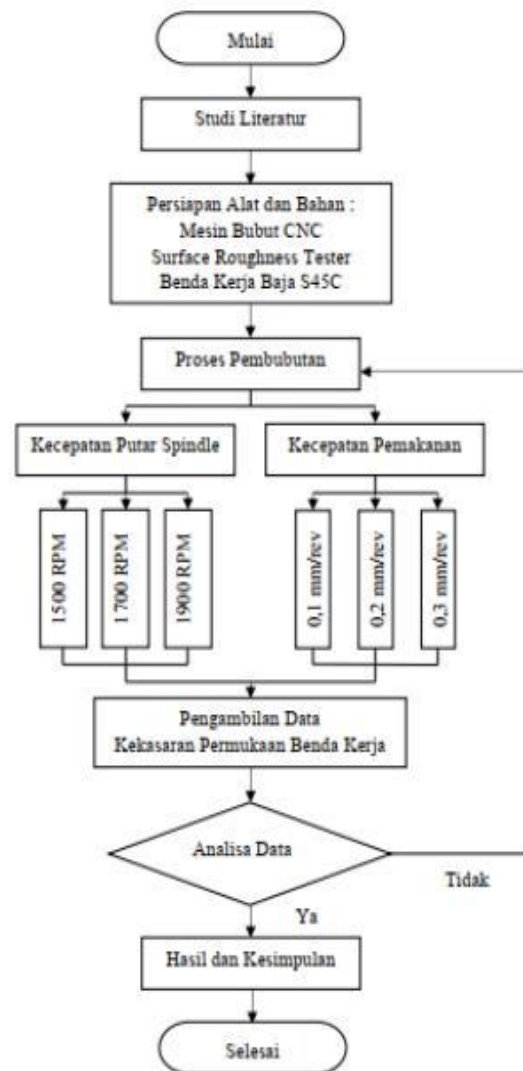 Mulai
Studi Literatur
Persiapan Alat dan Bahan :
Mesin Bubut CNC
Surface Roughness Tester
Benda Kerja Baja S45C
Proses Pembubutan
Kecepatan Putar Spindle
Kecepatan Pemakanan
1500 RPM
1700 RPM
1900 RPM
0,1 mm/rev
0,2 mm/rev
0,3 mm/rev
Pengambilan Data
Kekasaran Permukaan Benda Kerja
Analisa Data
Tidak
Ya
Hasil dan Kesimpulan
Selesai